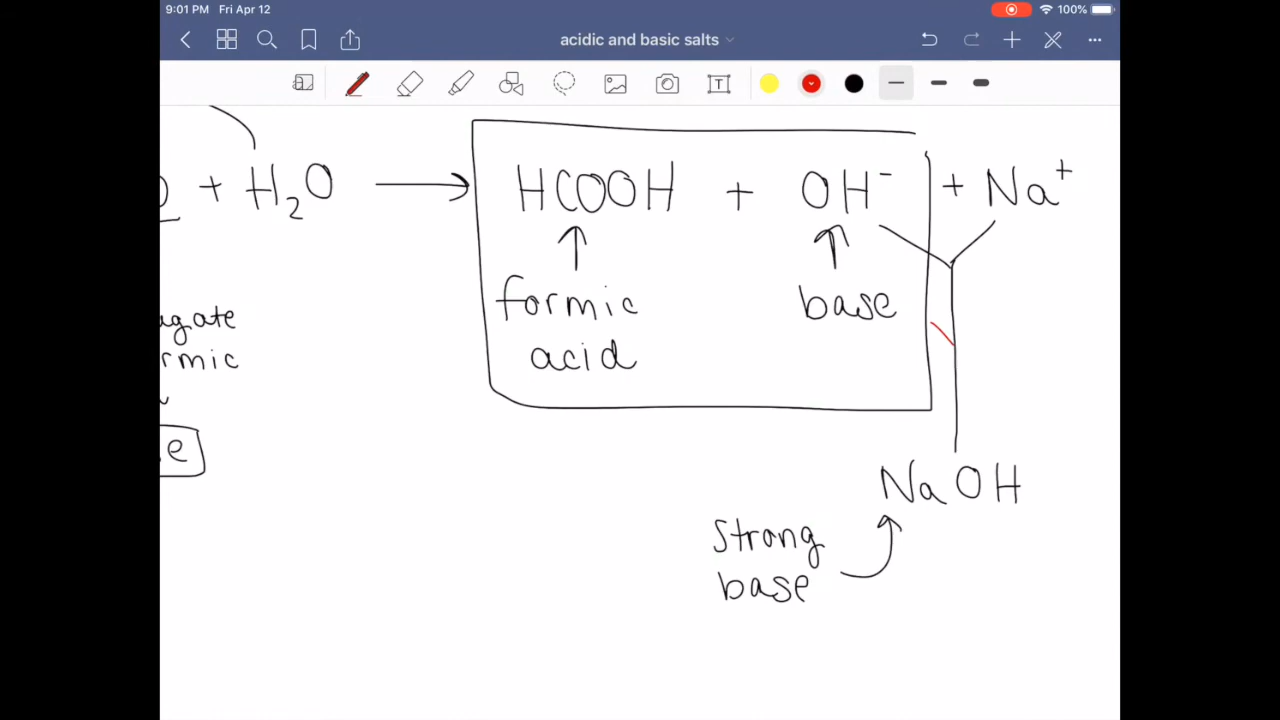 9:01 PM Fri Apr 12
100%
acidic and basic salts
+ H₂O → HCOOH + OH⁻ + Na⁺
formic
acid
base
ugate
rmic
e
NaOH
Strong
base